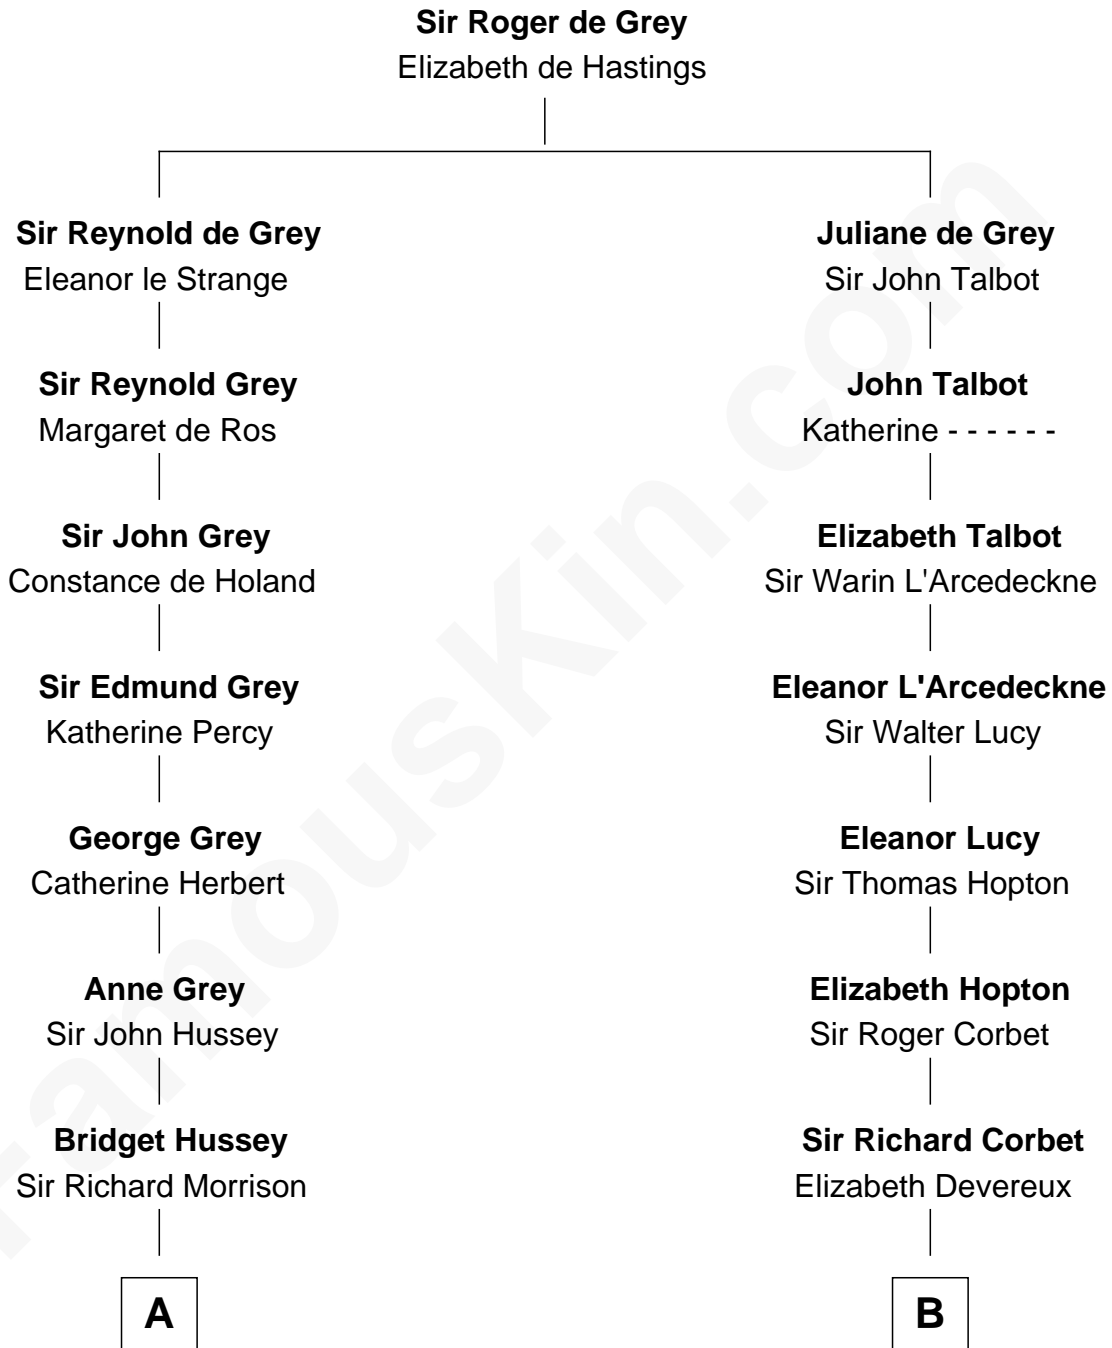 Sir Roger de Grey
Elizabeth de Hastings
Sir Reynold de Grey
Eleanor le Strange
Juliane de Grey
Sir John Talbot
Sir Reynold Grey
Margaret de Ros
John Talbot
Katherine - - - - - -
Sir John Grey
Constance de Holand
Elizabeth Talbot
Sir Warin L'Arcedeckne
Sir Edmund Grey
Katherine Percy
Eleanor L'Arcedeckne
Sir Walter Lucy
George Grey
Catherine Herbert
Eleanor Lucy
Sir Thomas Hopton
Anne Grey
Sir John Hussey
Elizabeth Hopton
Sir Roger Corbet
Bridget Hussey
Sir Richard Morrison
Sir Richard Corbet
Elizabeth Devereux
A
B
FamousKin.com